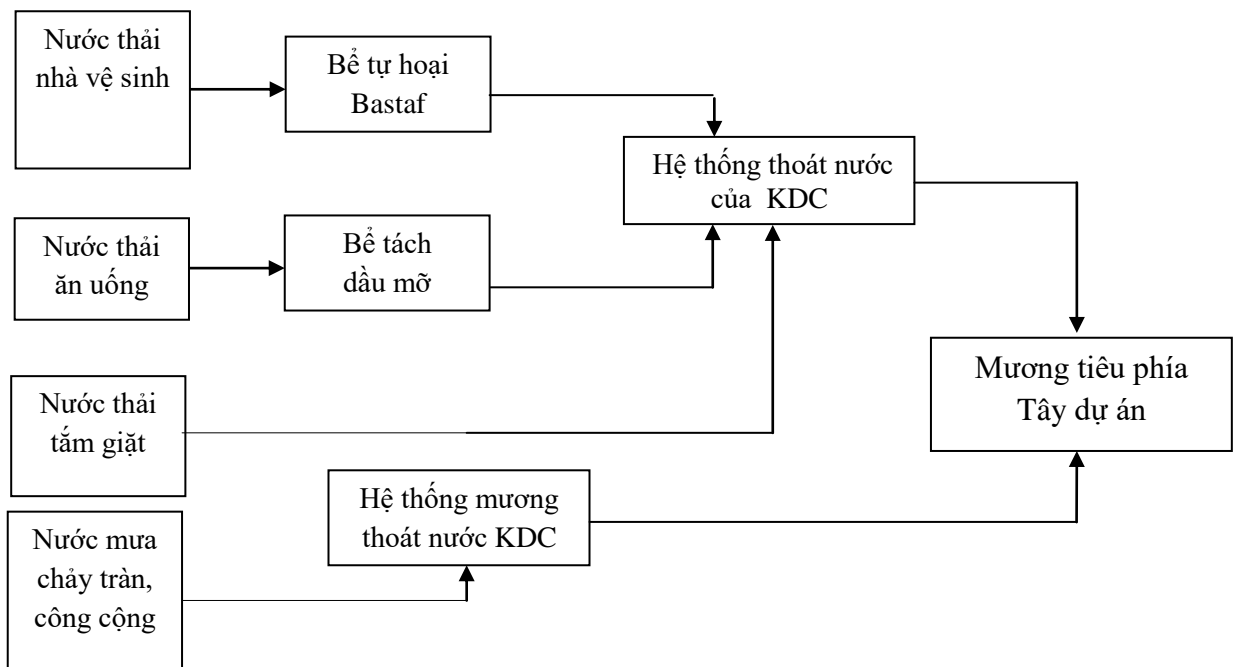 Nước thải
nhà vệ sinh
Bể tự hoại
Bastaf
Hệ thống thoát nước
của KDC
Nước thải
ăn uống
Bể tách
dầu mỡ
Mương tiêu phía
Tây dự án
Nước thải
tắm giặt
Hệ thống mương
thoát nước KDC
Nước mưa
chảy tràn,
công cộng